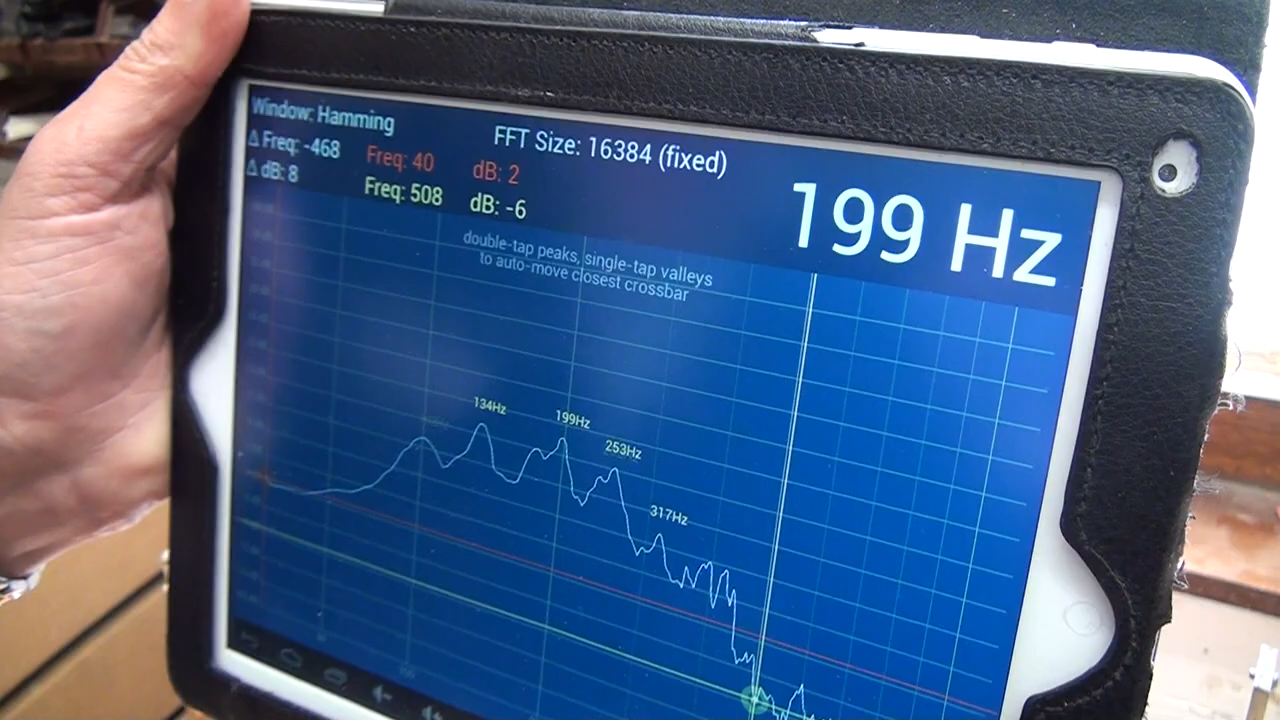 Window: Hamming
FFT Size: 16384 (fixed)
Δ Freq: -468
Freq: 40
dB: 2
Δ dB: 8
Freq: 508
dB: -6
199 Hz
double-tap peaks, single-tap valleys
to auto-move closest crossbar
134Hz
199Hz
253Hz
317Hz